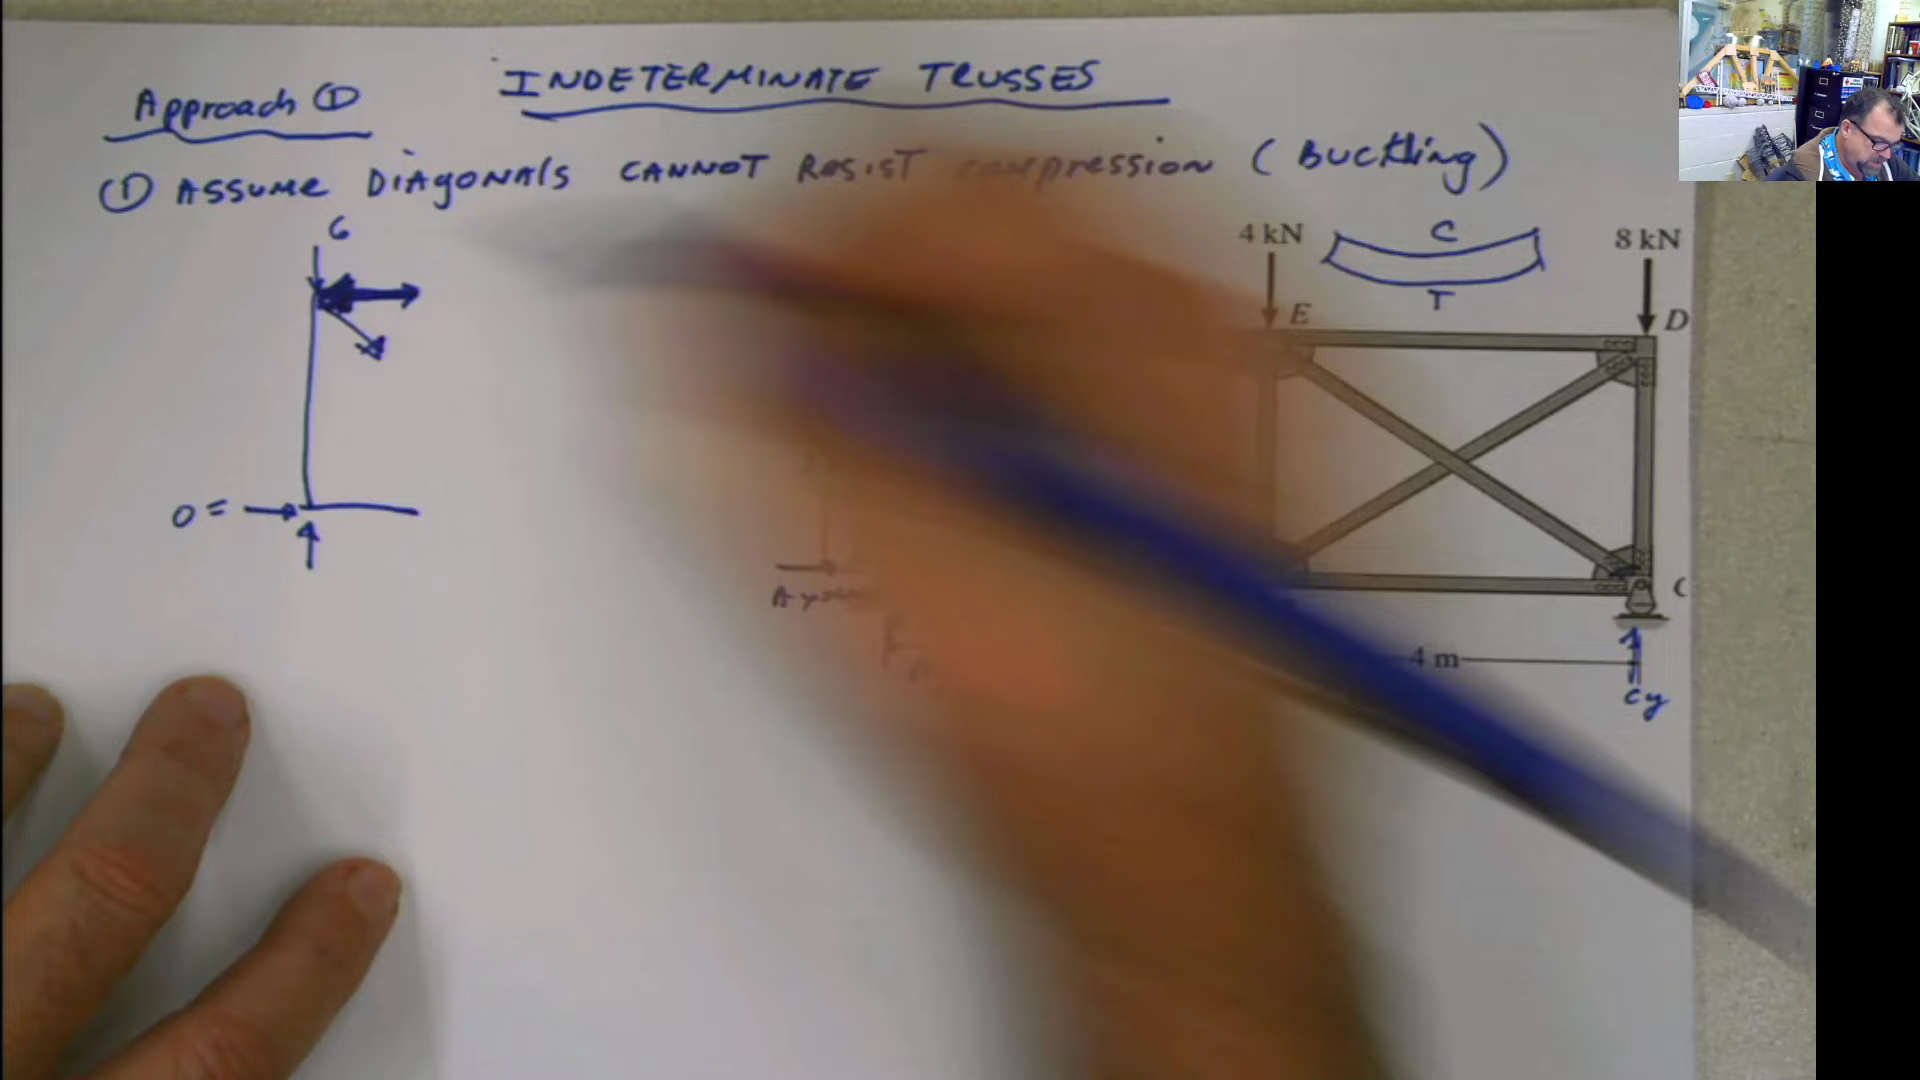 INDETERMINATE TRUSSES
Approach ①
① ASSUME DIAGONALS CANNOT RESIST compression (Buckling)
6
4 kN
C
8 kN
T
E
D
0 =
C
4 m
Cy